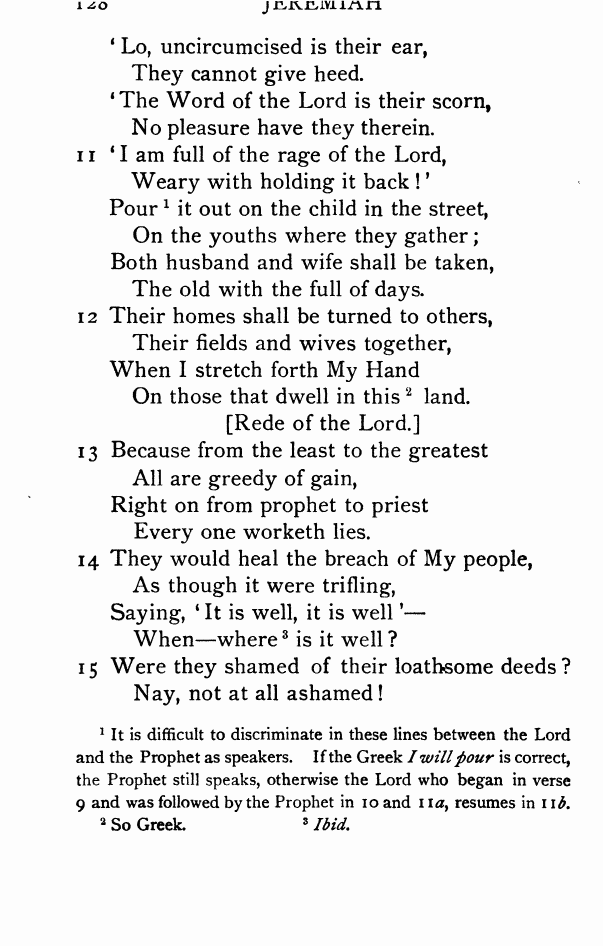 128 JEREMIAH
‘Lo, uncircumcised is their ear,
They cannot give heed.
‘The Word of the Lord is their scorn,
No pleasure have they therein.
11 ‘I am full of the rage of the Lord,
Weary with holding it back!’
Pour¹ it out on the child in the street,
On the youths where they gather;
Both husband and wife shall be taken,
The old with the full of days.
12 Their homes shall be turned to others,
Their fields and wives together,
When I stretch forth My Hand
On those that dwell in this² land.
[Rede of the Lord.]
13 Because from the least to the greatest
All are greedy of gain,
Right on from prophet to priest
Every one worketh lies.
14 They would heal the breach of My people,
As though it were trifling,
Saying, ‘It is well, it is well’—
When—where³ is it well?
15 Were they shamed of their loathsome deeds?
Nay, not at all ashamed!
¹ It is difficult to discriminate in these lines between the Lord
and the Prophet as speakers. If the Greek I will pour is correct,
the Prophet still speaks, otherwise the Lord who began in verse
9 and was followed by the Prophet in 10 and 11a, resumes in 11b.
² So Greek. ³ Ibid.